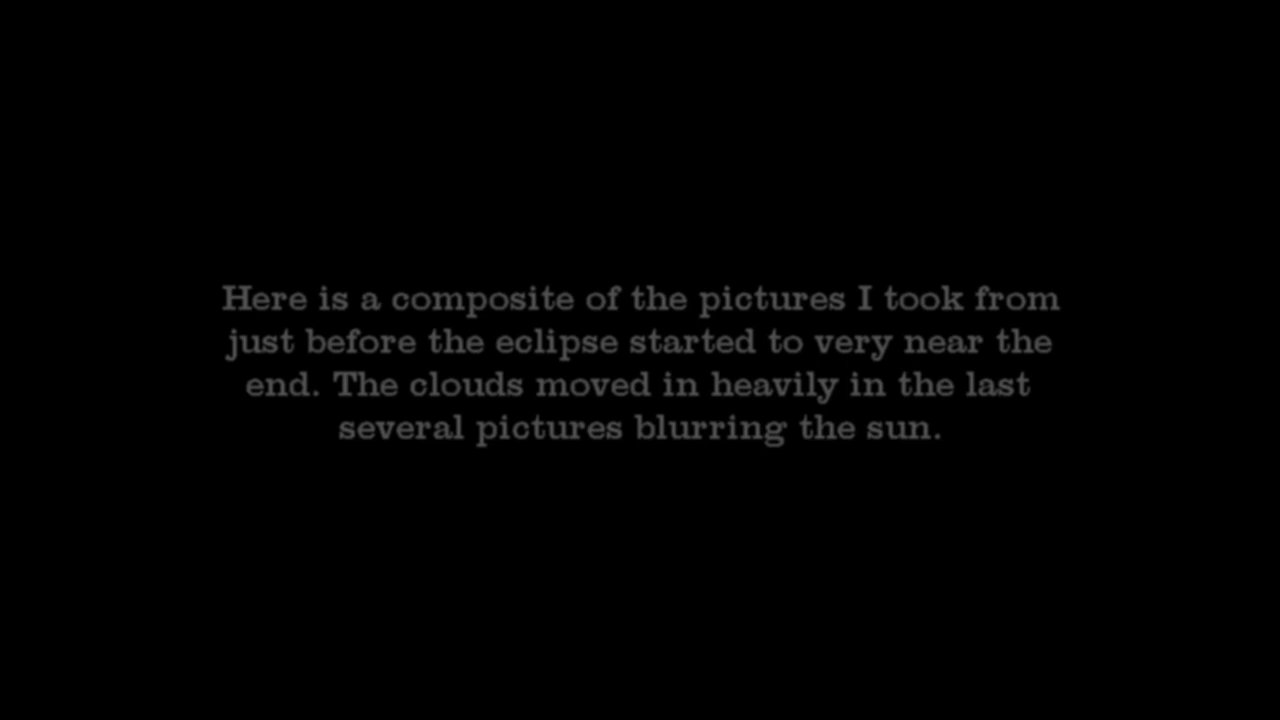 Here is a composite of the pictures I took from
just before the eclipse started to very near the
end. The clouds moved in heavily in the last
several pictures blurring the sun.